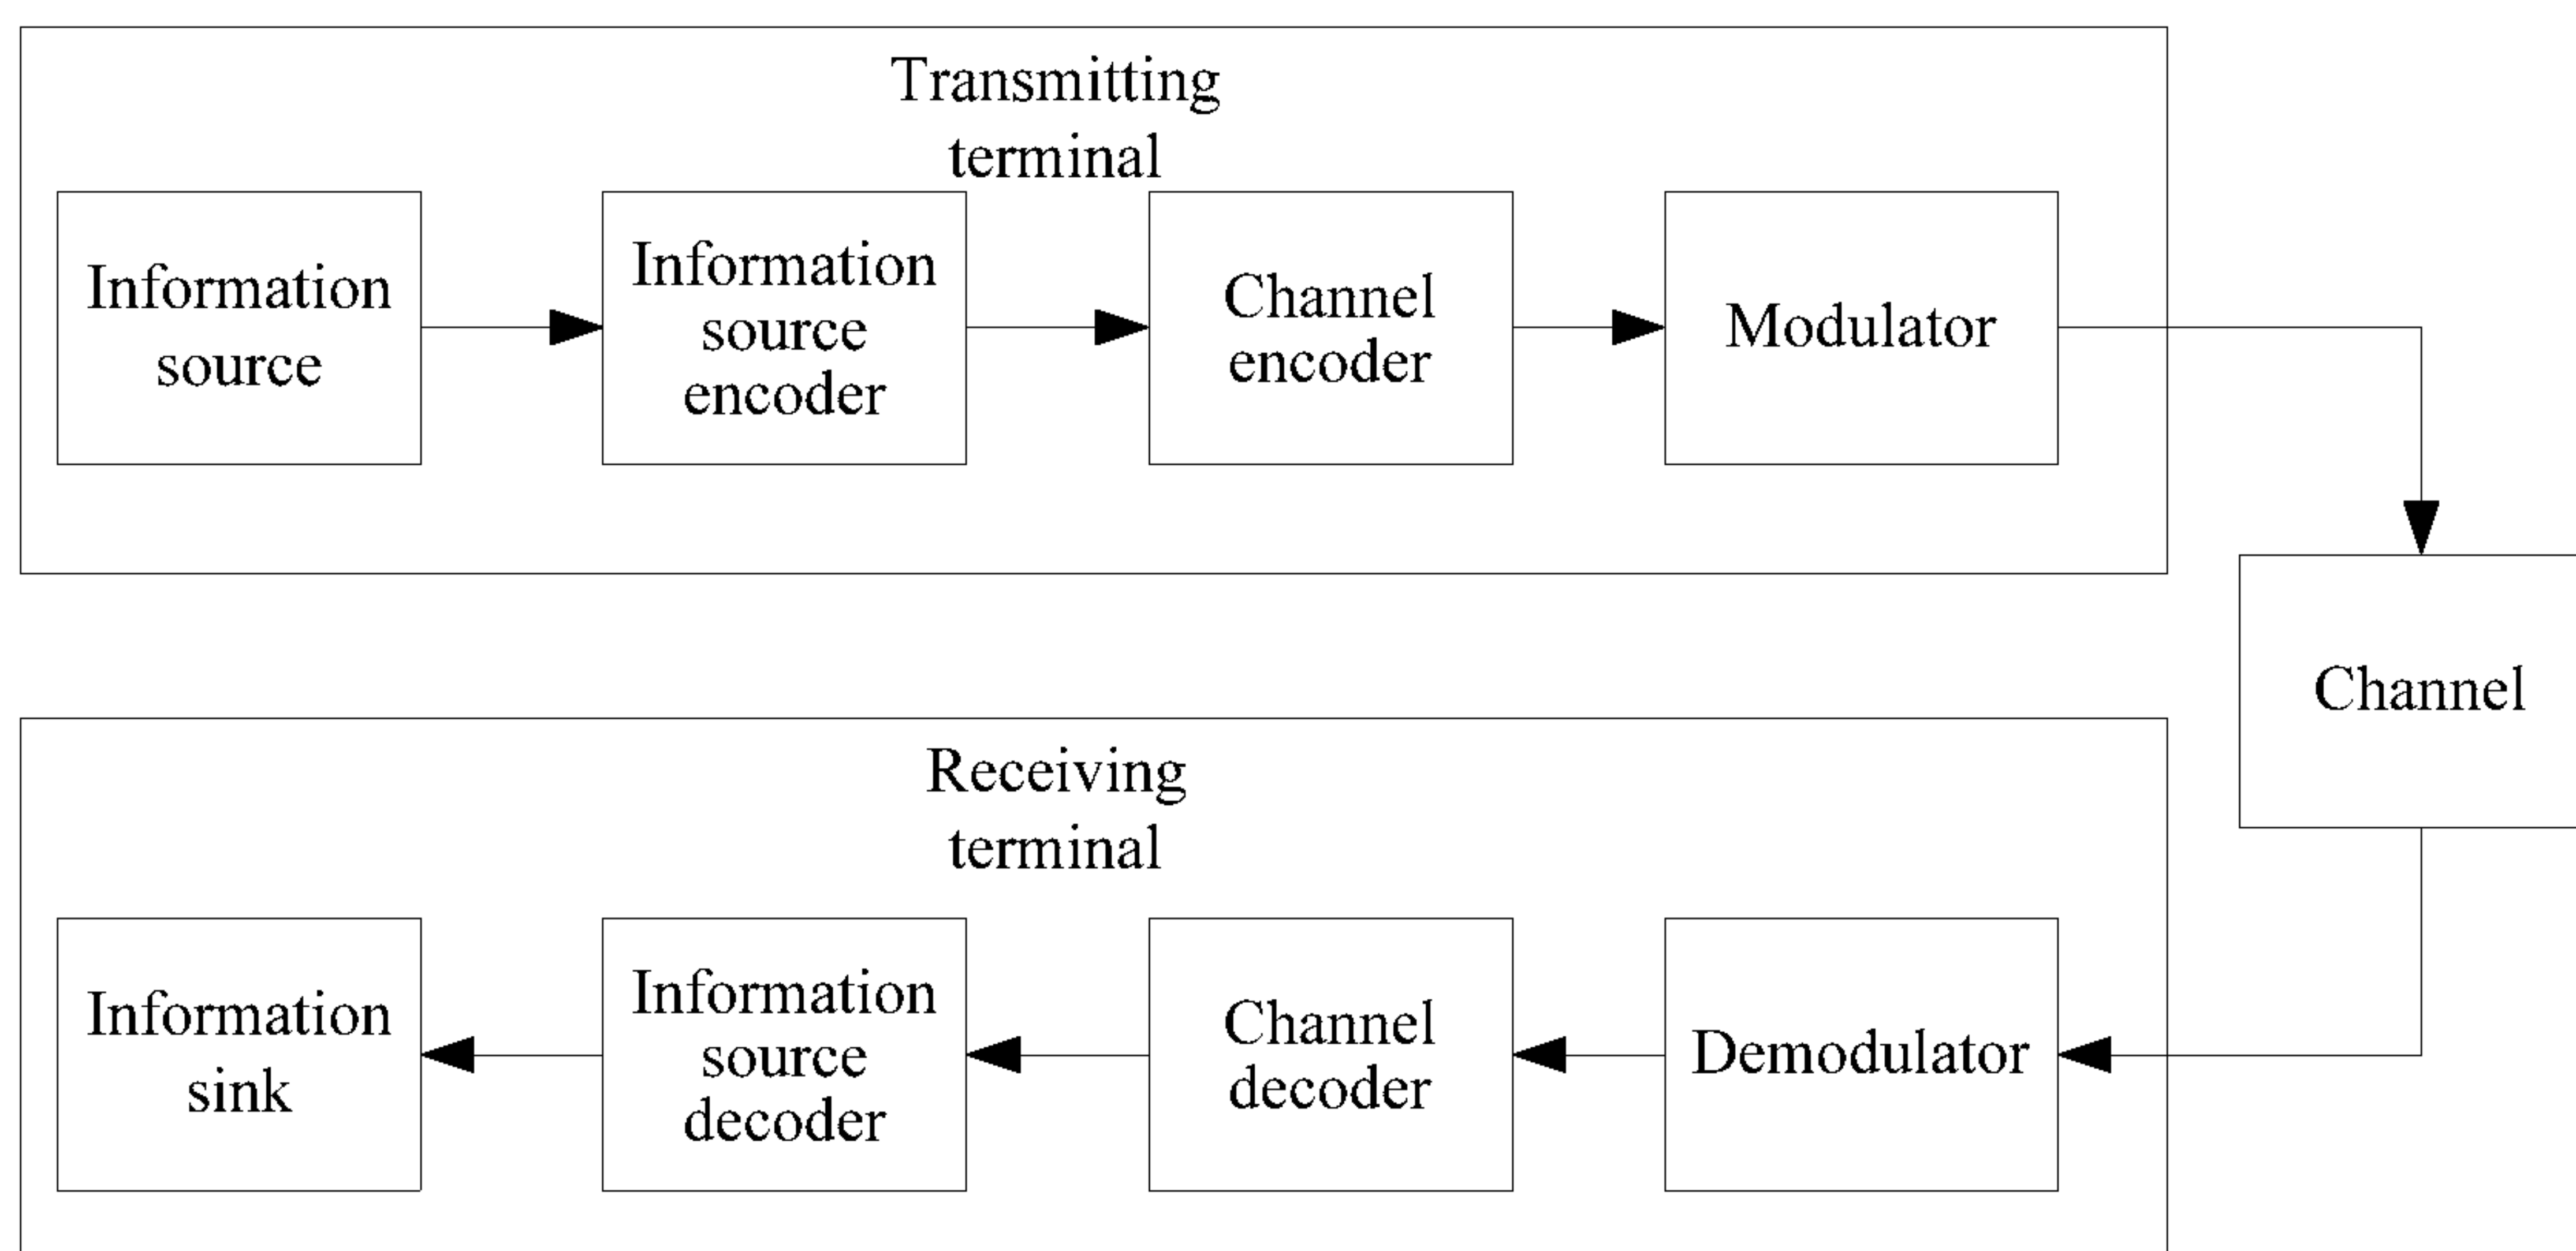 Transmitting
terminal
Information
source
Information
source
encoder
Channel
encoder
Modulator
Channel
Receiving
terminal
Information
sink
Information
source
decoder
Channel
decoder
Demodulator